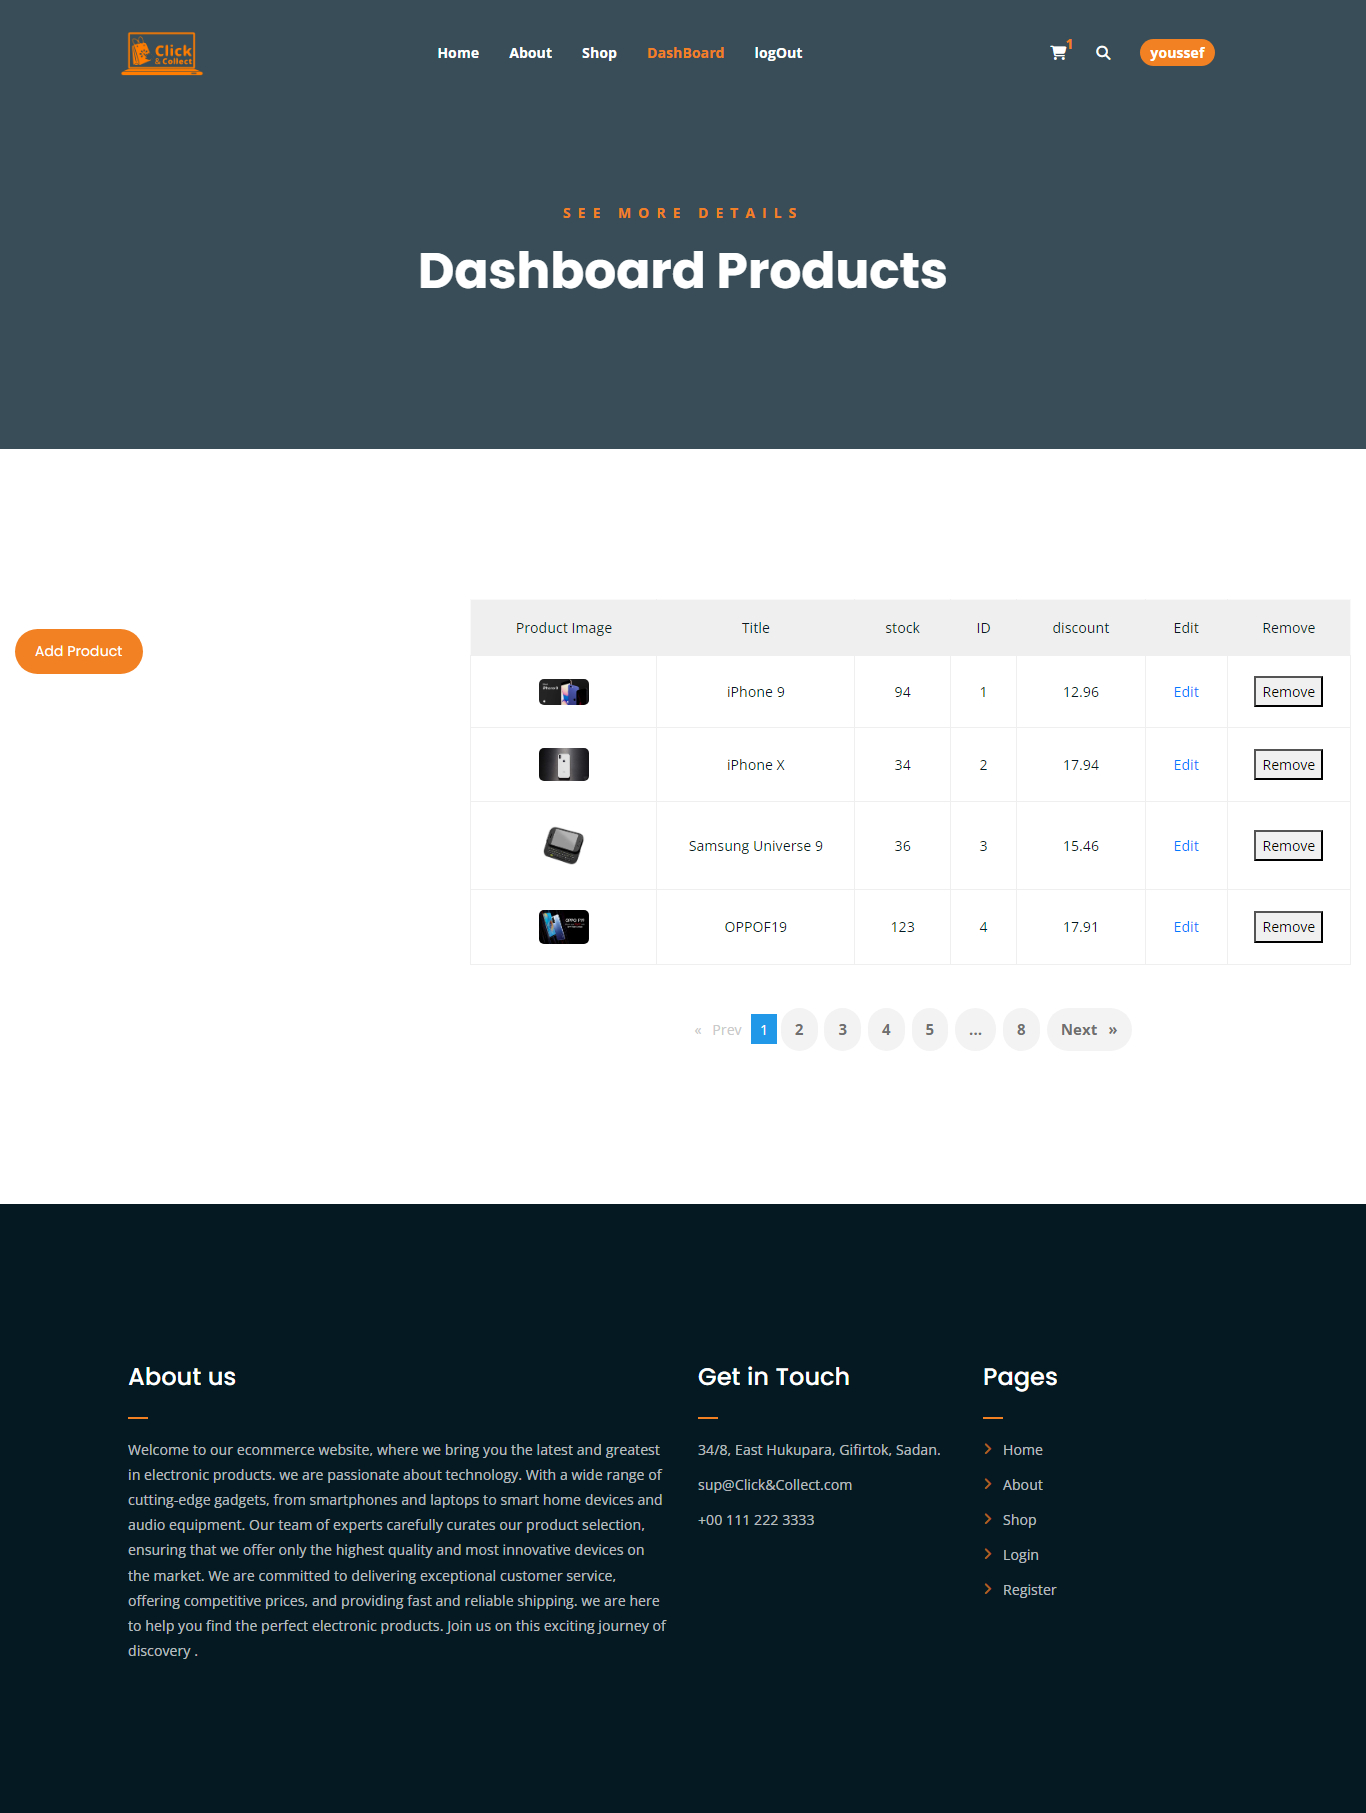 Click
& Collect
Home About Shop DashBoard logOut
1
youssef
SEE MORE DETAILS
Dashboard Products
Add Product
Product Image Title stock ID discount Edit Remove
iPhone 9 94 1 12.96 Edit Remove
iPhone X 34 2 17.94 Edit Remove
Samsung Universe 9 36 3 15.46 Edit Remove
OPPOF19 123 4 17.91 Edit Remove
« Prev 1 2 3 4 5 ... 8 Next »
About us
Welcome to our ecommerce website, where we bring you the latest and greatest
in electronic products. we are passionate about technology. With a wide range of
cutting-edge gadgets, from smartphones and laptops to smart home devices and
audio equipment. Our team of experts carefully curates our product selection,
ensuring that we offer only the highest quality and most innovative devices on
the market. We are committed to delivering exceptional customer service,
offering competitive prices, and providing fast and reliable shipping. we are here
to help you find the perfect electronic products. Join us on this exciting journey of
discovery .
Get in Touch
34/8, East Hukupara, Gifirtok, Sadan.
sup@Click&Collect.com
+00 111 222 3333
Pages
Home
About
Shop
Login
Register